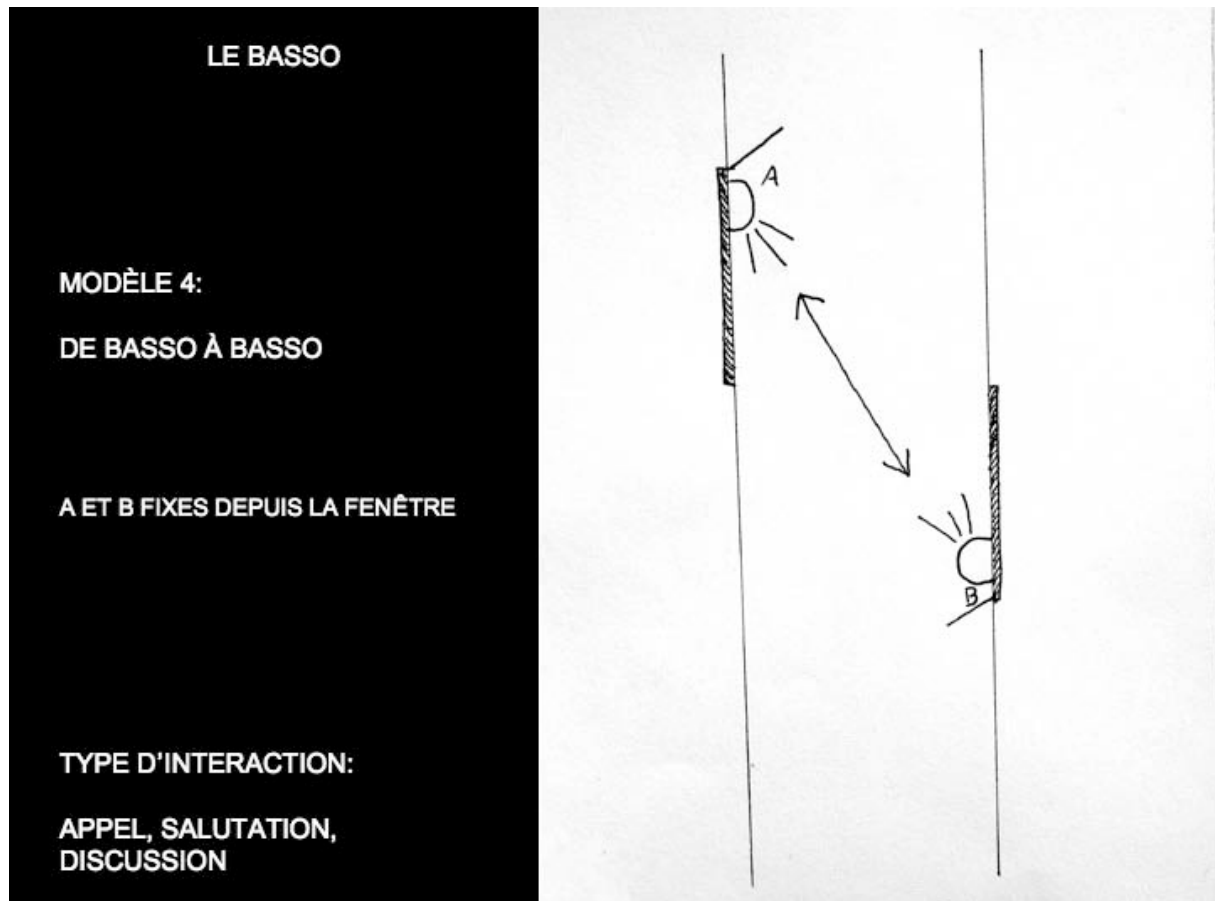 LE BASSO
MODÈLE 4:
DE BASSO À BASSO
A ET B FIXES DEPUIS LA FENÊTRE
TYPE D'INTERACTION:
APPEL, SALUTATION,
DISCUSSION
A
B